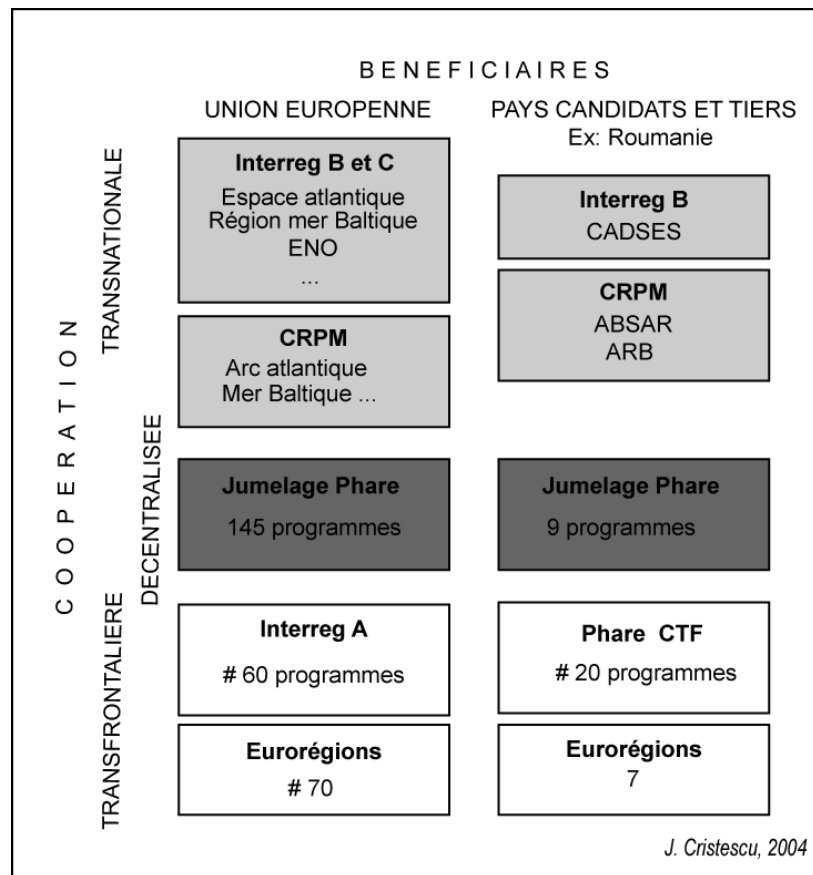 BENEFICIAIRES
UNION EUROPENNE
PAYS CANDIDATS ET TIERS
Ex: Roumanie
COOPERATION
TRANSNATIONALE
Interreg B et C
Espace atlantique
Région mer Baltique
ENO
...
Interreg B
CADSES
CRPM
Arc atlantique
Mer Baltique ...
CRPM
ABSAR
ARB
DECENTRALISEE
Jumelage Phare
145 programmes
Jumelage Phare
9 programmes
TRANSFRONTALIERE
Interreg A
# 60 programmes
Phare CTF
# 20 programmes
Eurorégions
# 70
Eurorégions
7
J. Cristescu, 2004